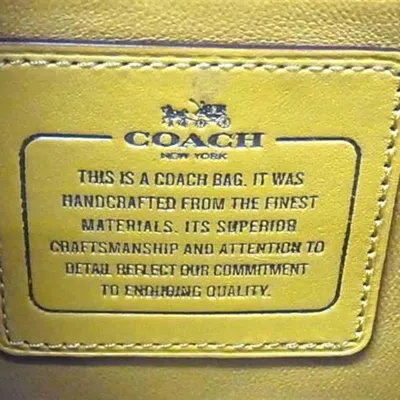 COACH
NEW YORK
THIS IS A COACH BAG. IT WAS
HANDCRAFTED FROM THE FINEST
MATERIALS. ITS SUPERIOR
CRAFTSMANSHIP AND ATTENTION TO
DETAIL REFLECT OUR COMMITMENT
TO ENDURING QUALITY.